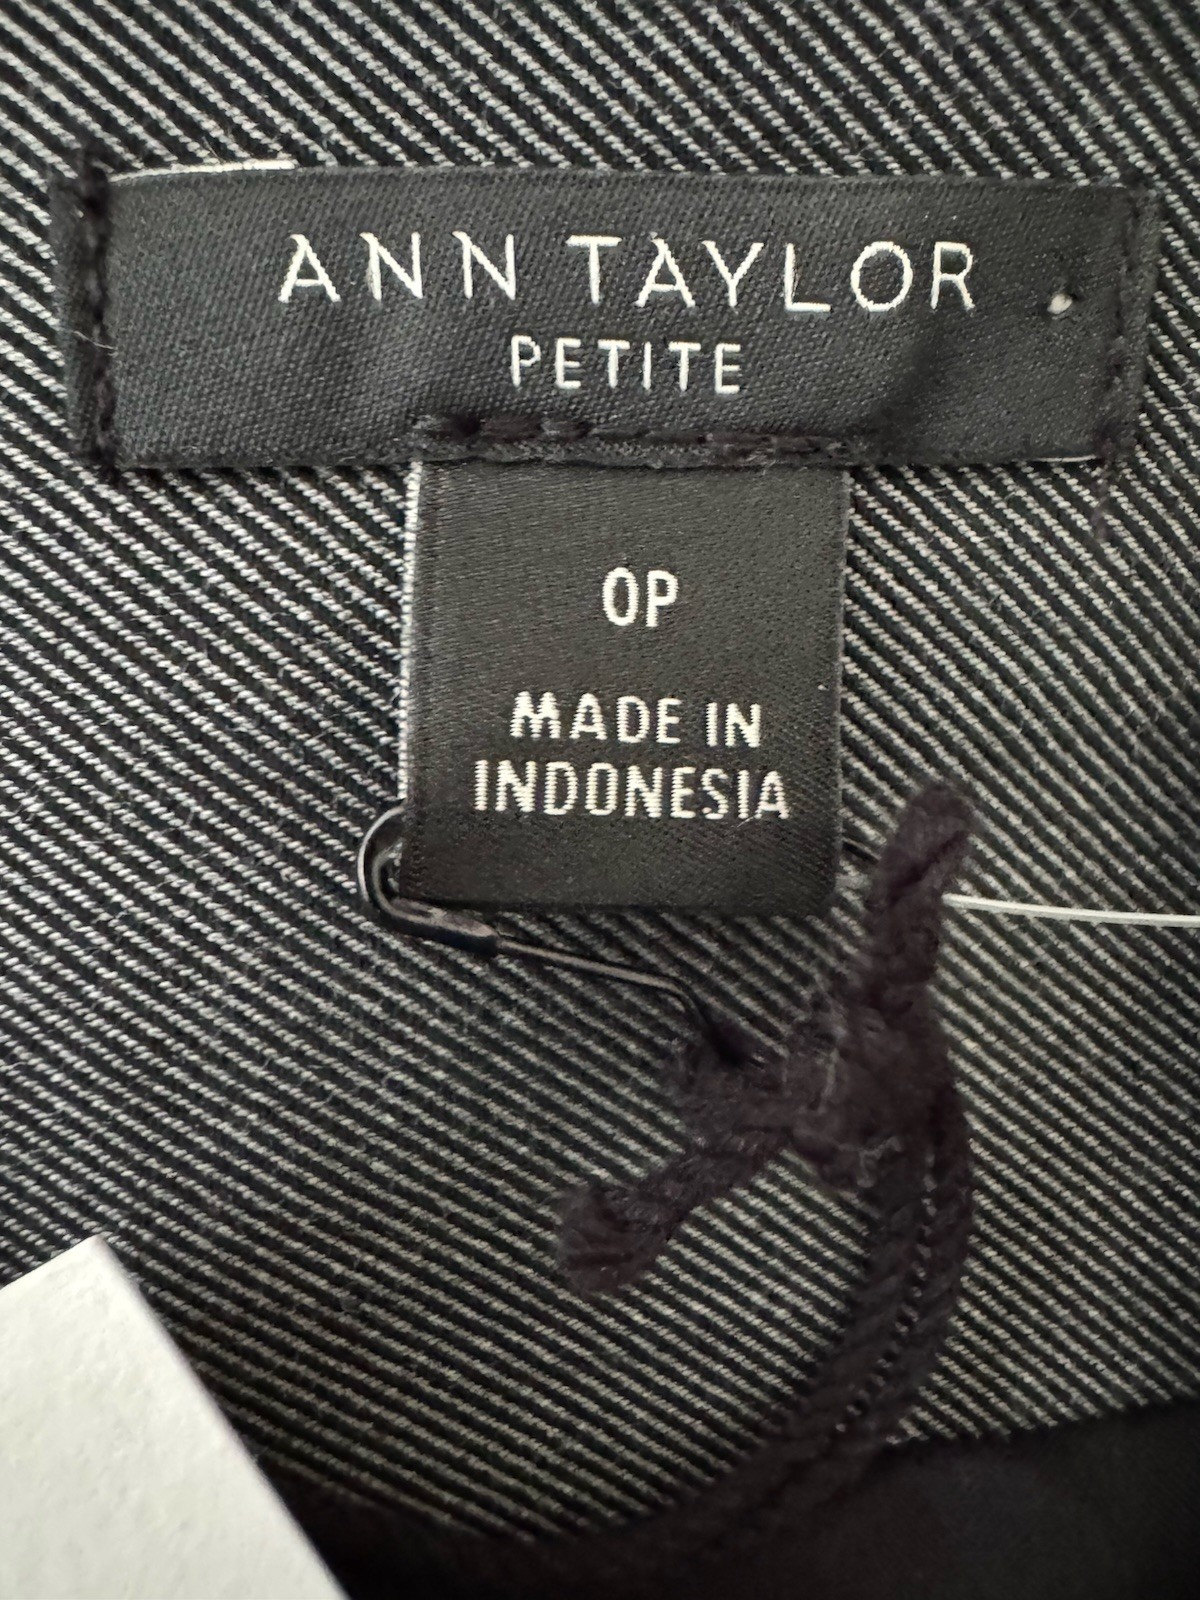 ANN TAYLOR
PETITE
0P
MADE IN
INDONESIA